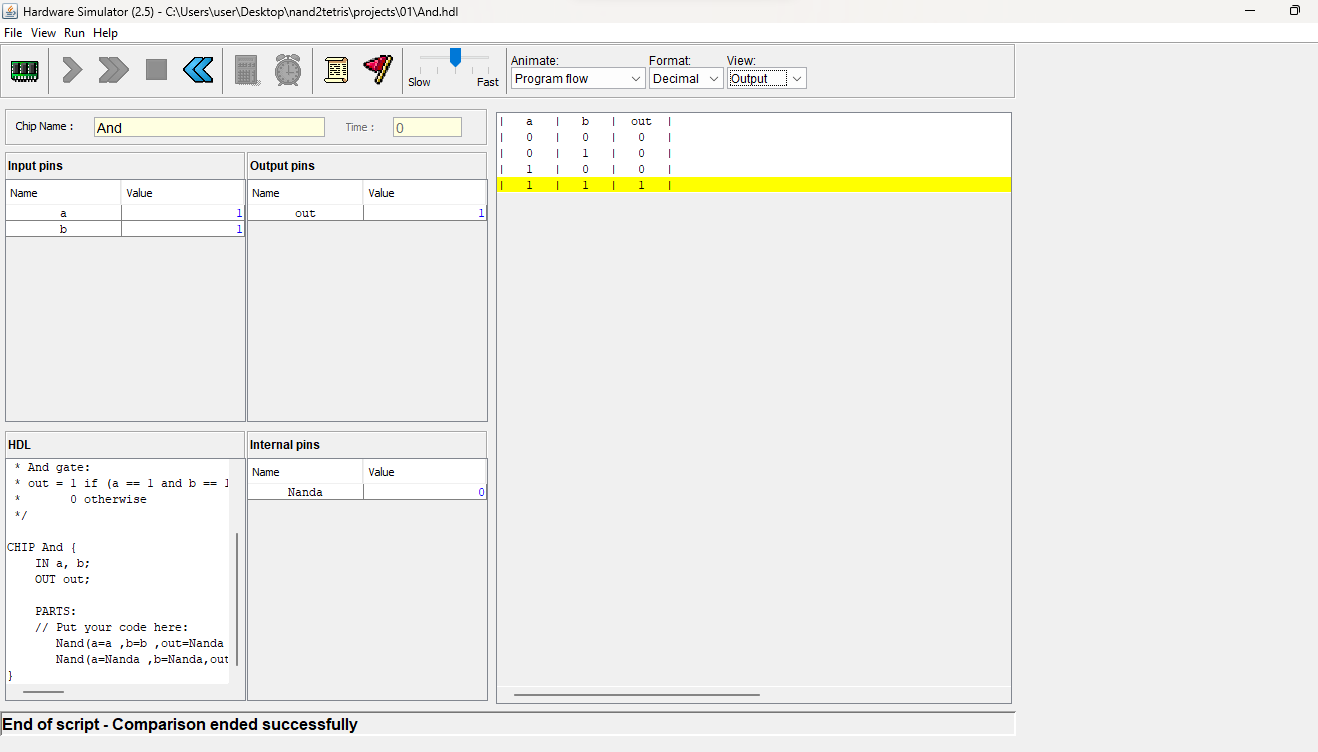 Hardware Simulator (2.5) - C:\Users\user\Desktop\nand2tetris\projects\01\And.hdl
File View Run Help
Slow Fast
Animate: Format: View:
Program flow Decimal Output
Chip Name : And Time : 0
Input pins
Name Value
a 1
b 1
Output pins
Name Value
out 1
HDL
* And gate:
* out = 1 if (a == 1 and b == 1
* 0 otherwise
*/
CHIP And {
IN a, b;
OUT out;
PARTS:
// Put your code here:
Nand(a=a ,b=b ,out=Nanda
Nand(a=Nanda ,b=Nanda,out
}
Internal pins
Name Value
Nanda 0
| a | b | out |
| 0 | 0 | 0 |
| 0 | 1 | 0 |
| 1 | 0 | 0 |
| 1 | 1 | 1 |
End of script - Comparison ended successfully